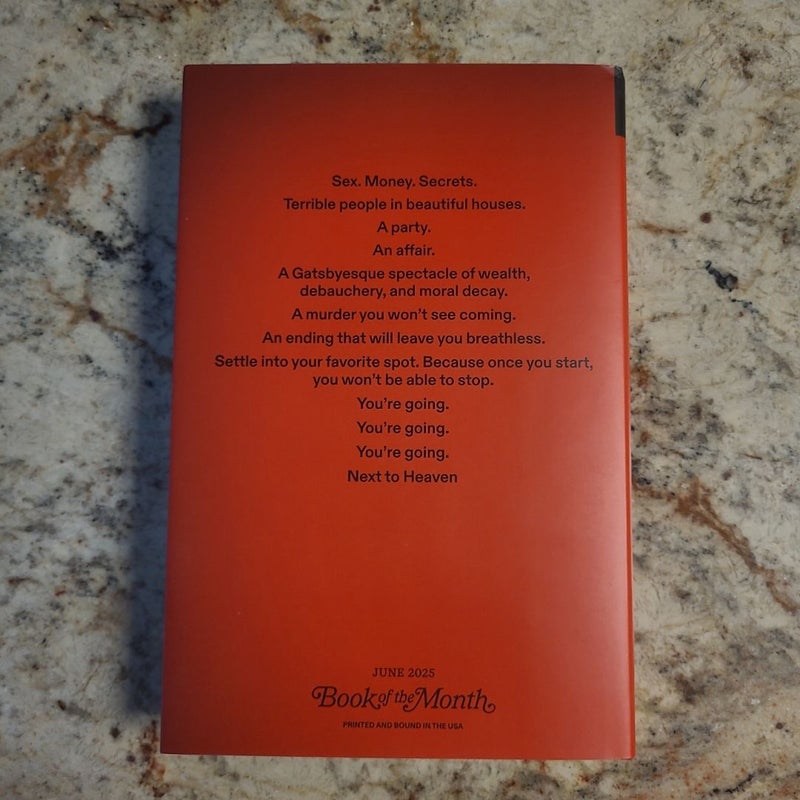 Sex. Money. Secrets.
Terrible people in beautiful houses.
A party.
An affair.
A Gatsbyesque spectacle of wealth,
debauchery, and moral decay.
A murder you won't see coming.
An ending that will leave you breathless.
Settle into your favorite spot. Because once you start,
you won't be able to stop.
You're going.
You're going.
You're going.
Next to Heaven
JUNE 2025
Book of the Month
PRINTED AND BOUND IN THE USA